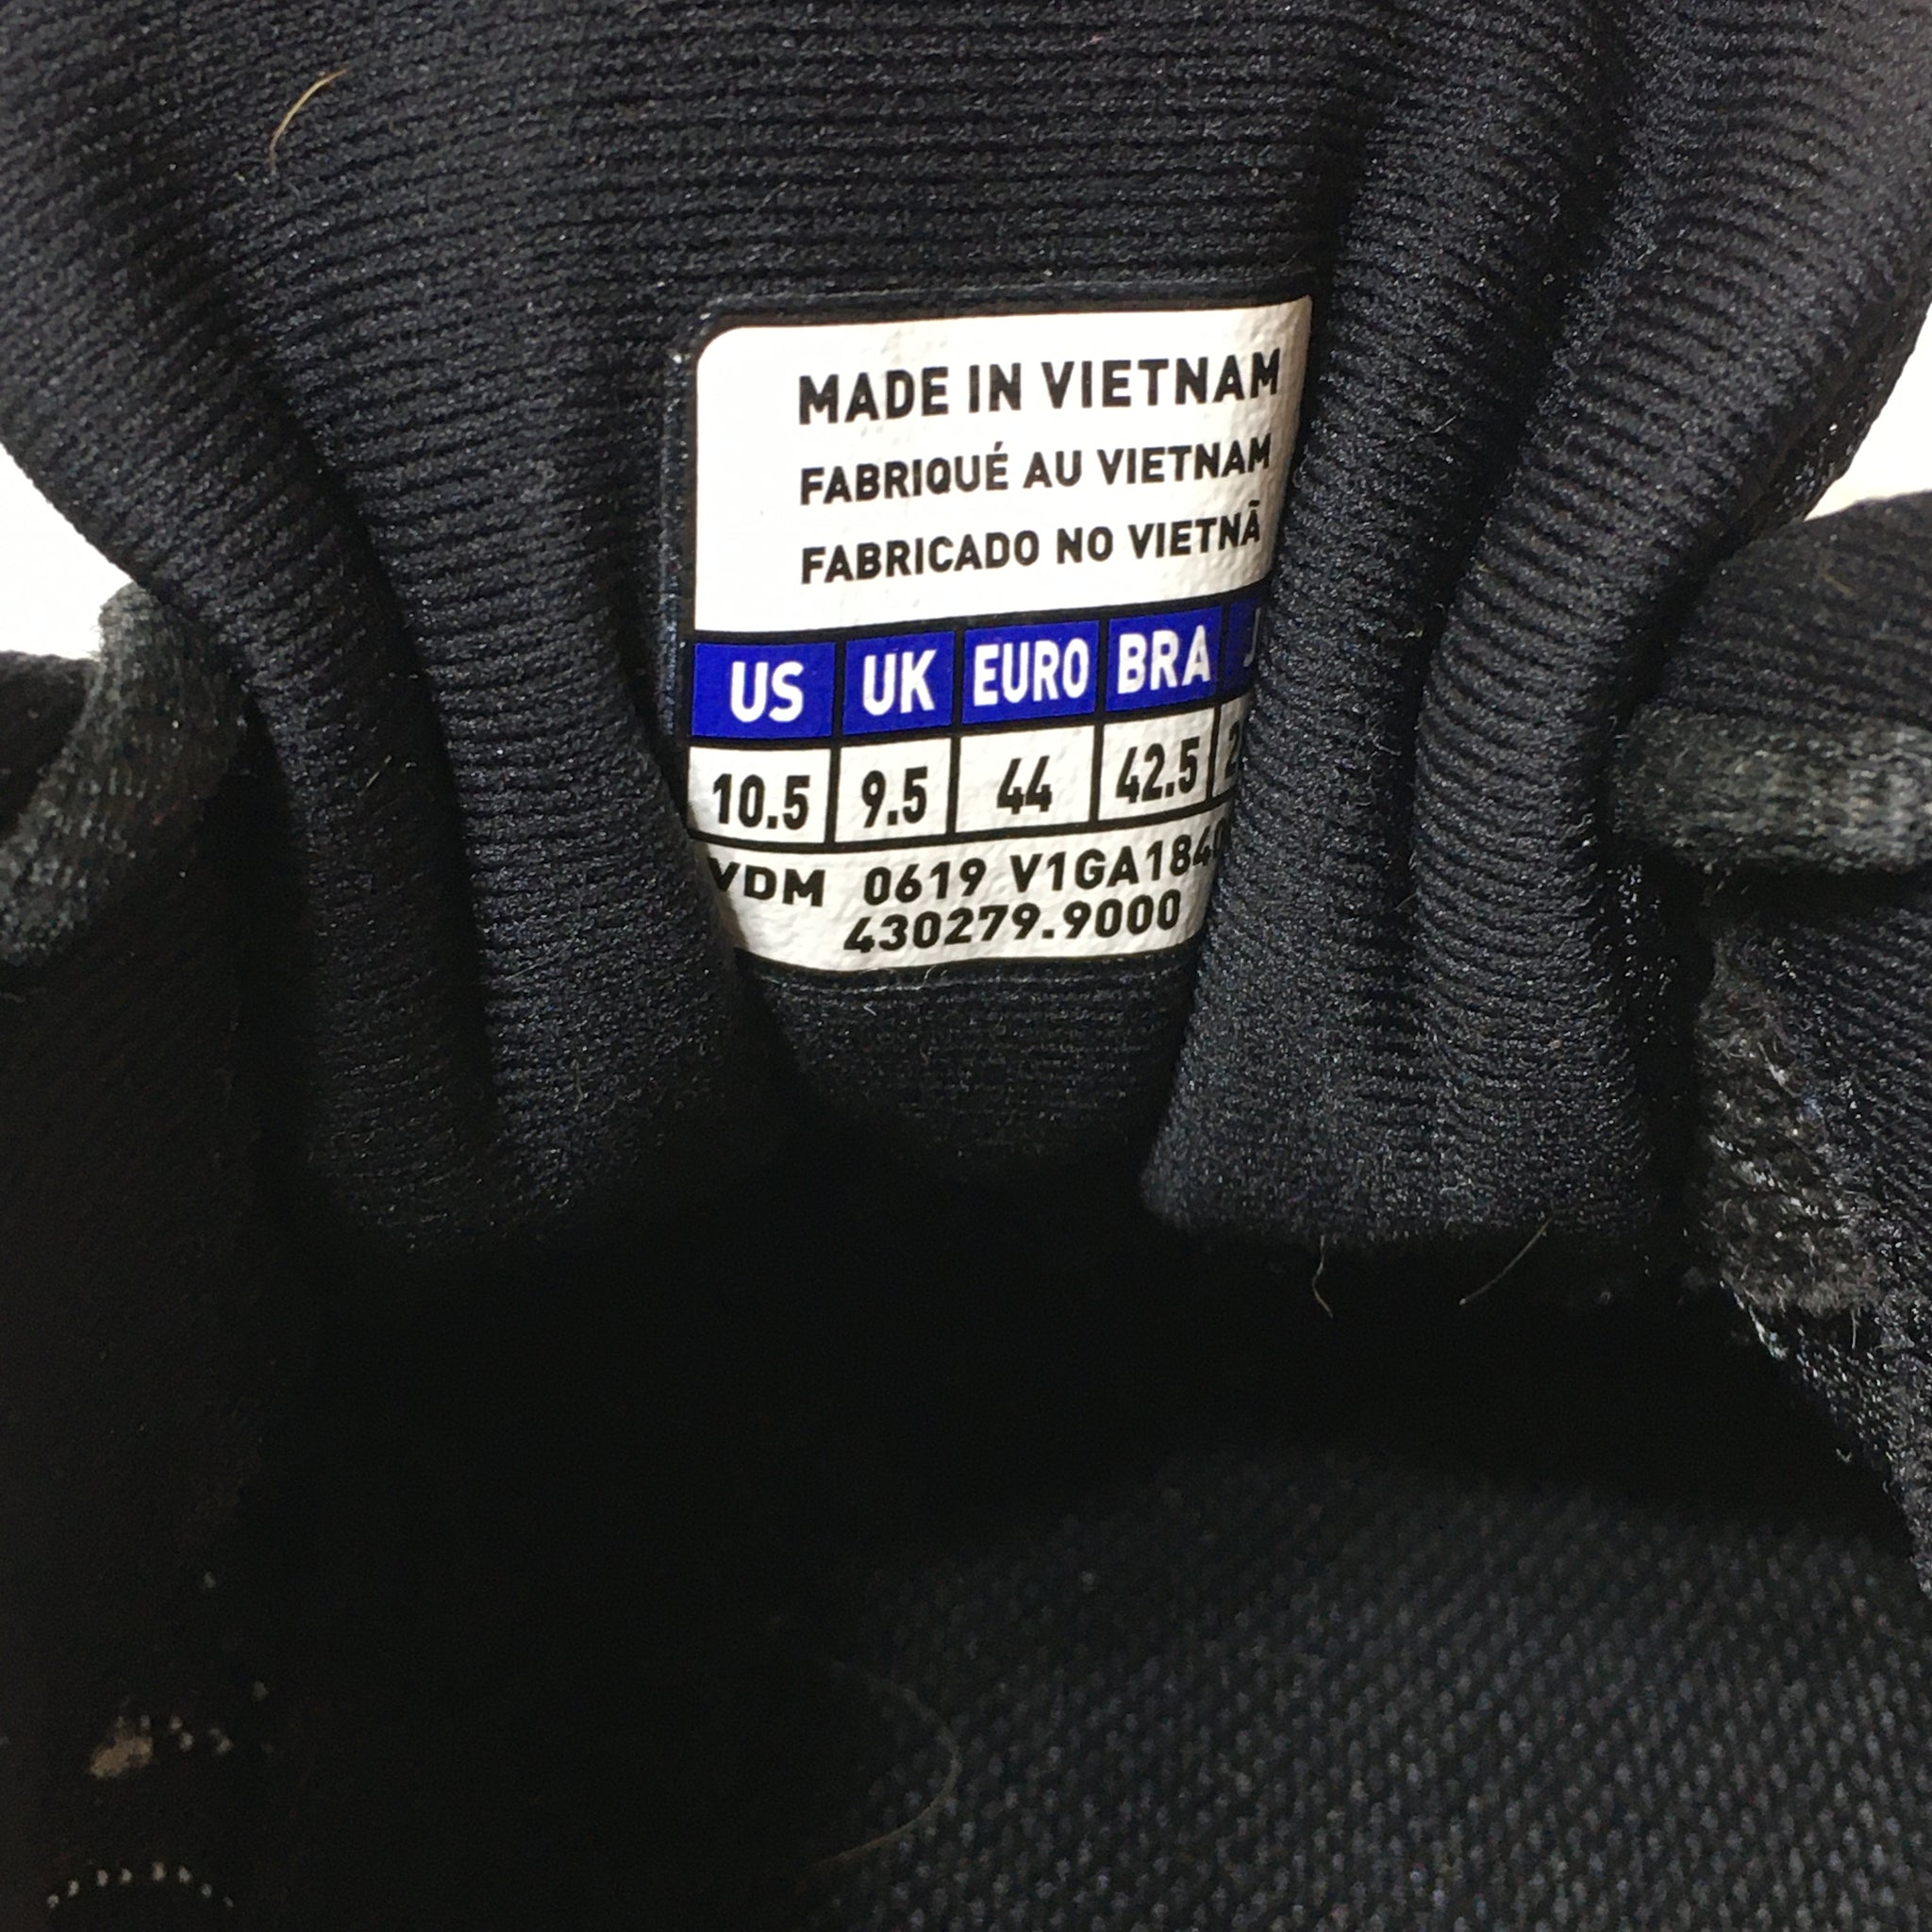 MADE IN VIETNAM
FABRIQUÉ AU VIETNAM
FABRICADO NO VIETNÃ
US UK EURO BRA
10.5 9.5 44 42.5
VDM 0619
430279.9000